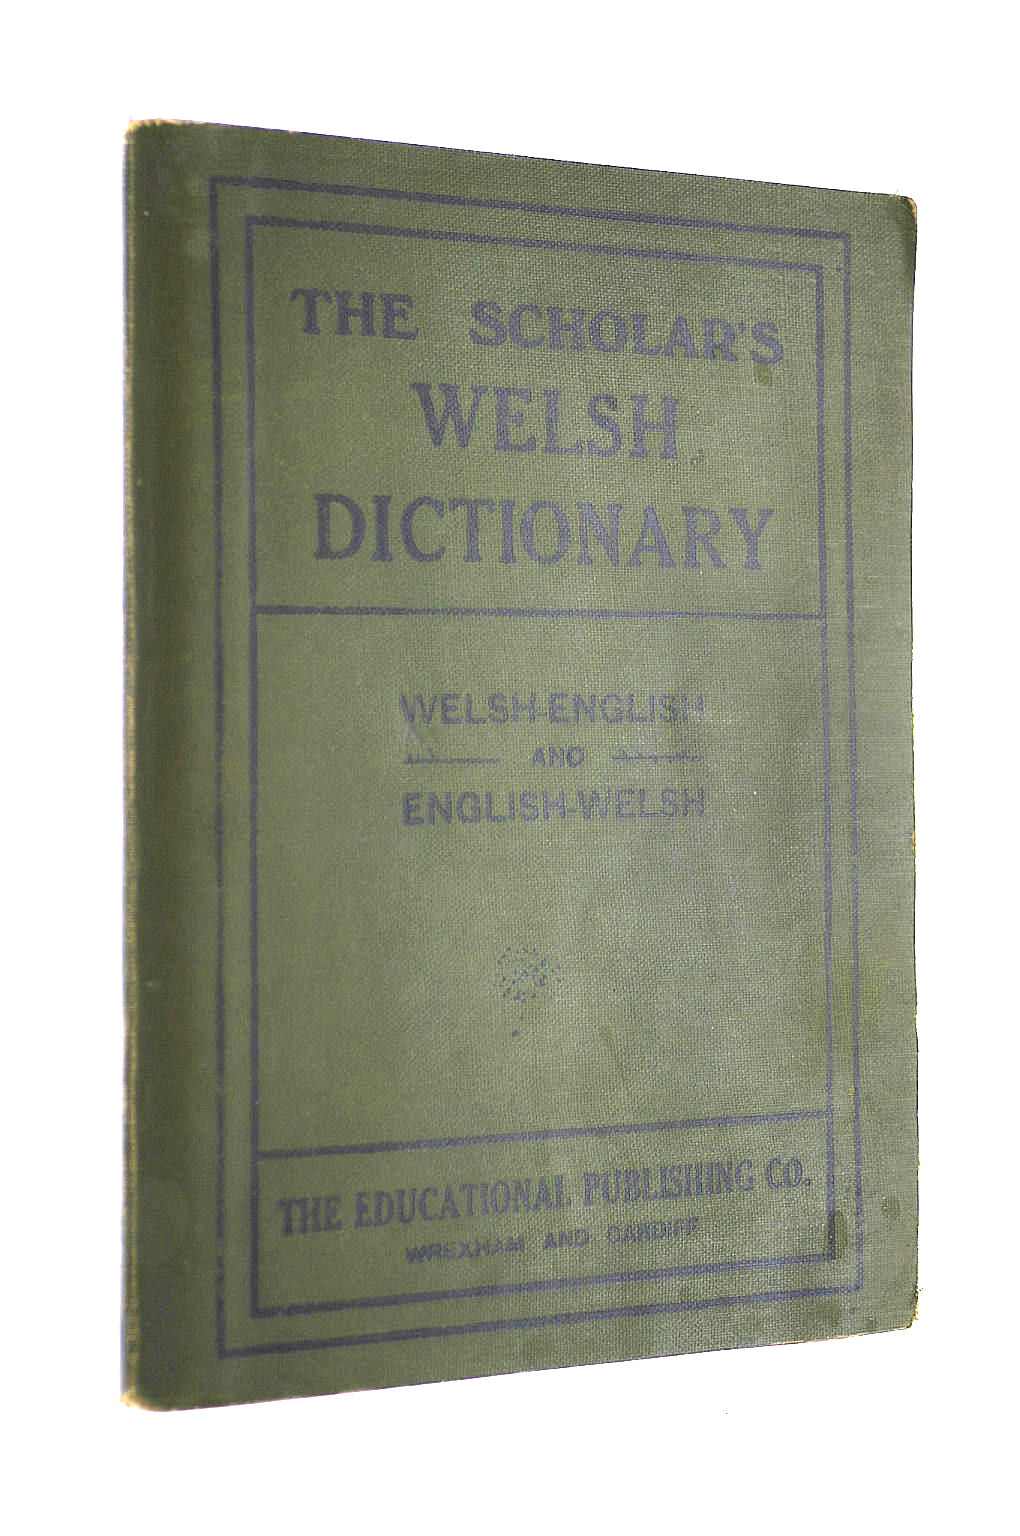 THE SCHOLAR'S
WELSH
DICTIONARY
WELSH-ENGLISH
AND
ENGLISH-WELSH
THE EDUCATIONAL PUBLISHING CO.
WREXHAM AND CARDIFF